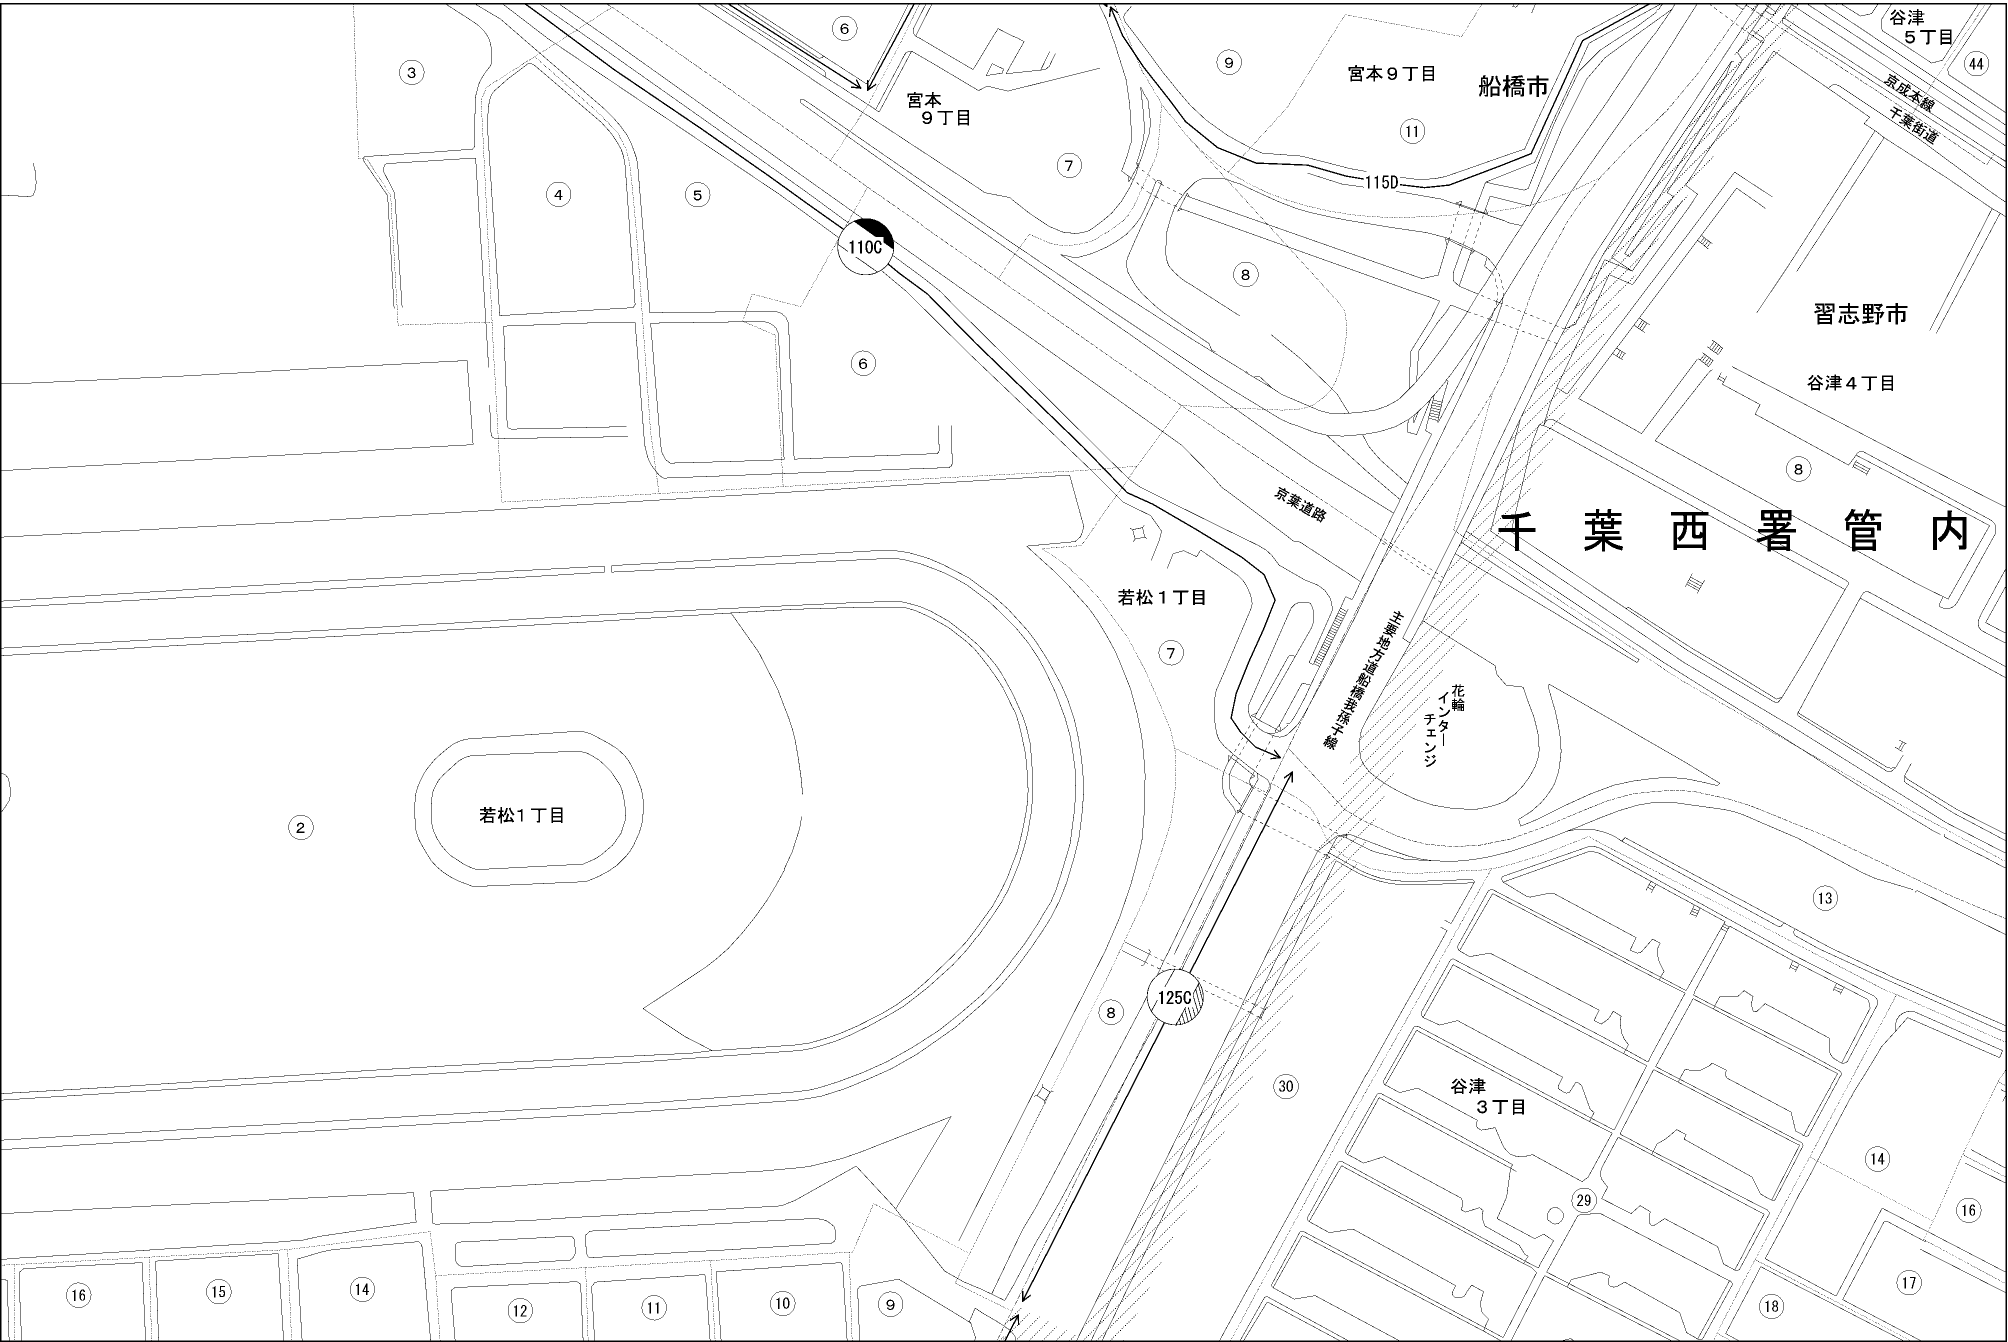 谷津
５丁目
44
京成本線
千葉街道
⑥
③
宮本
９丁目
⑨
宮本９丁目
船橋市
⑪
⑦
115D
④
⑤
110C
⑧
習志野市
谷津４丁目
⑥
⑧
京葉道路
千葉西署管内
若松１丁目
⑦
主要地方道船橋我孫子線
花輪
インター
チェンジ
②
若松１丁目
⑬
125C
⑧
㉚
谷津
３丁目
⑭
㉙
⑯
⑯
⑮
⑭
⑫
⑪
⑩
⑨
⑰
⑱